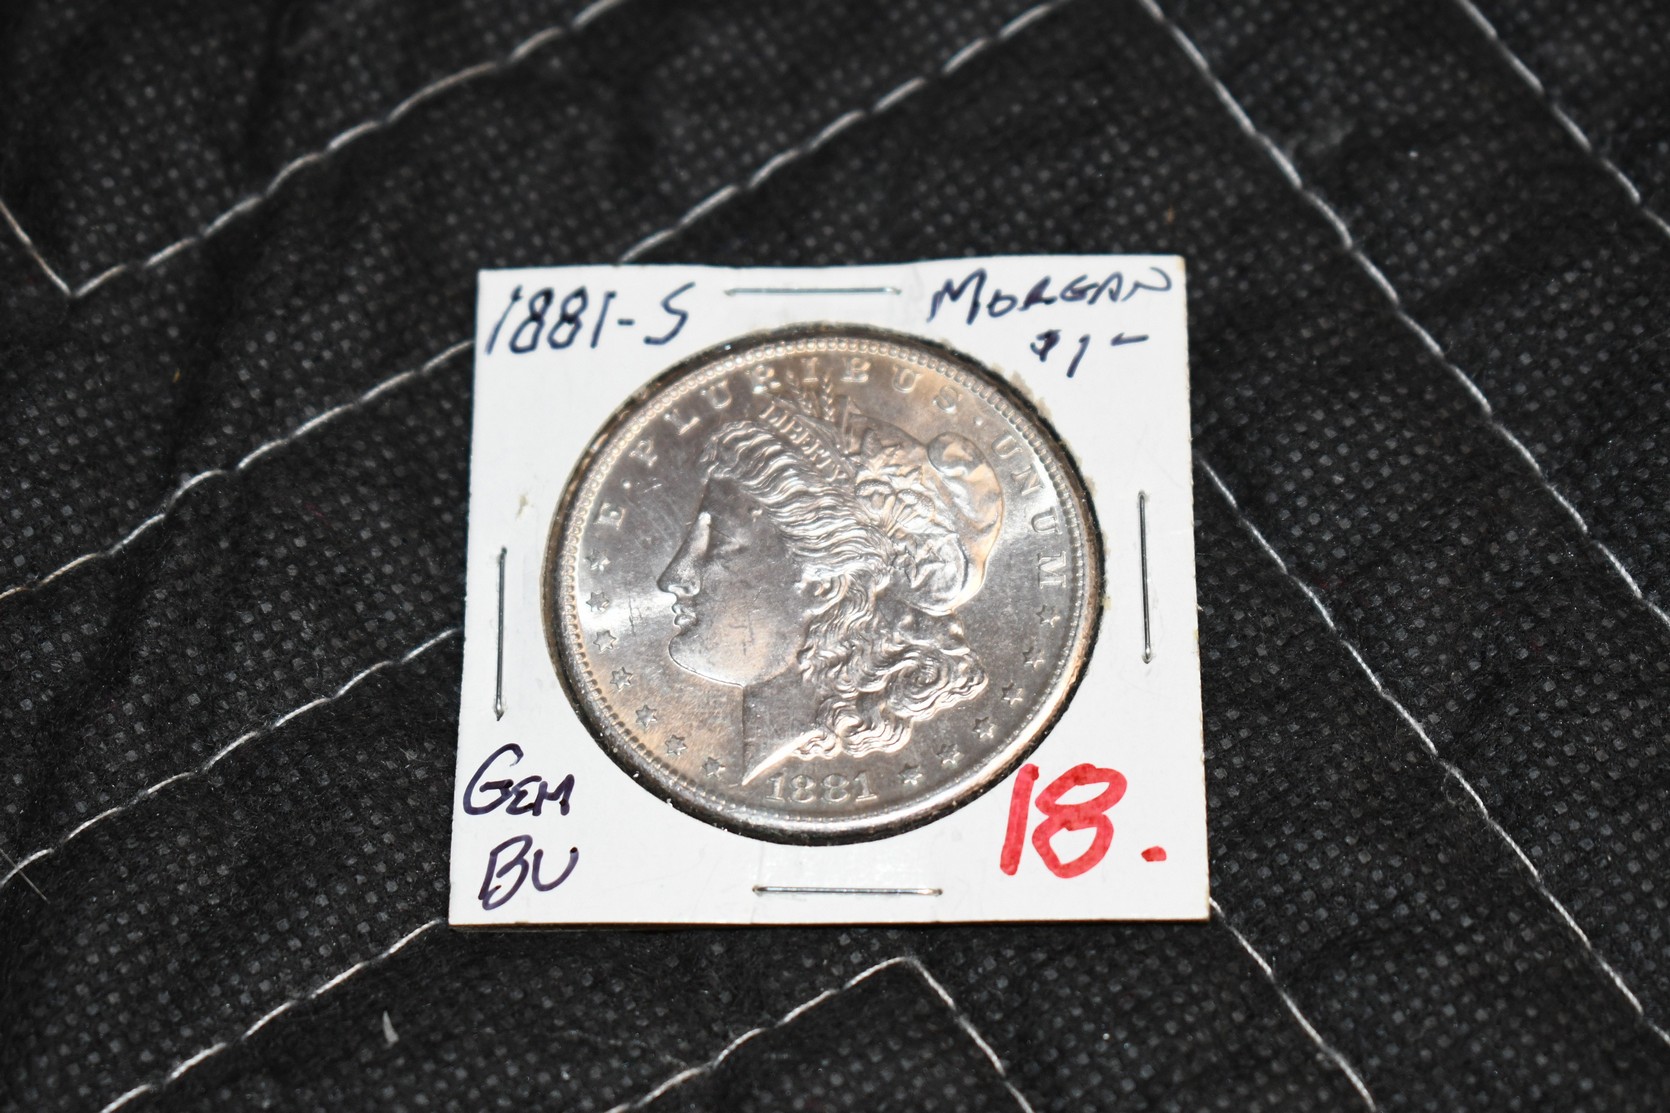 1881-S
MORGAN
$1-
E·PLURIBUS·UNUM
LIBERTY
1881
GEM
BU
18.